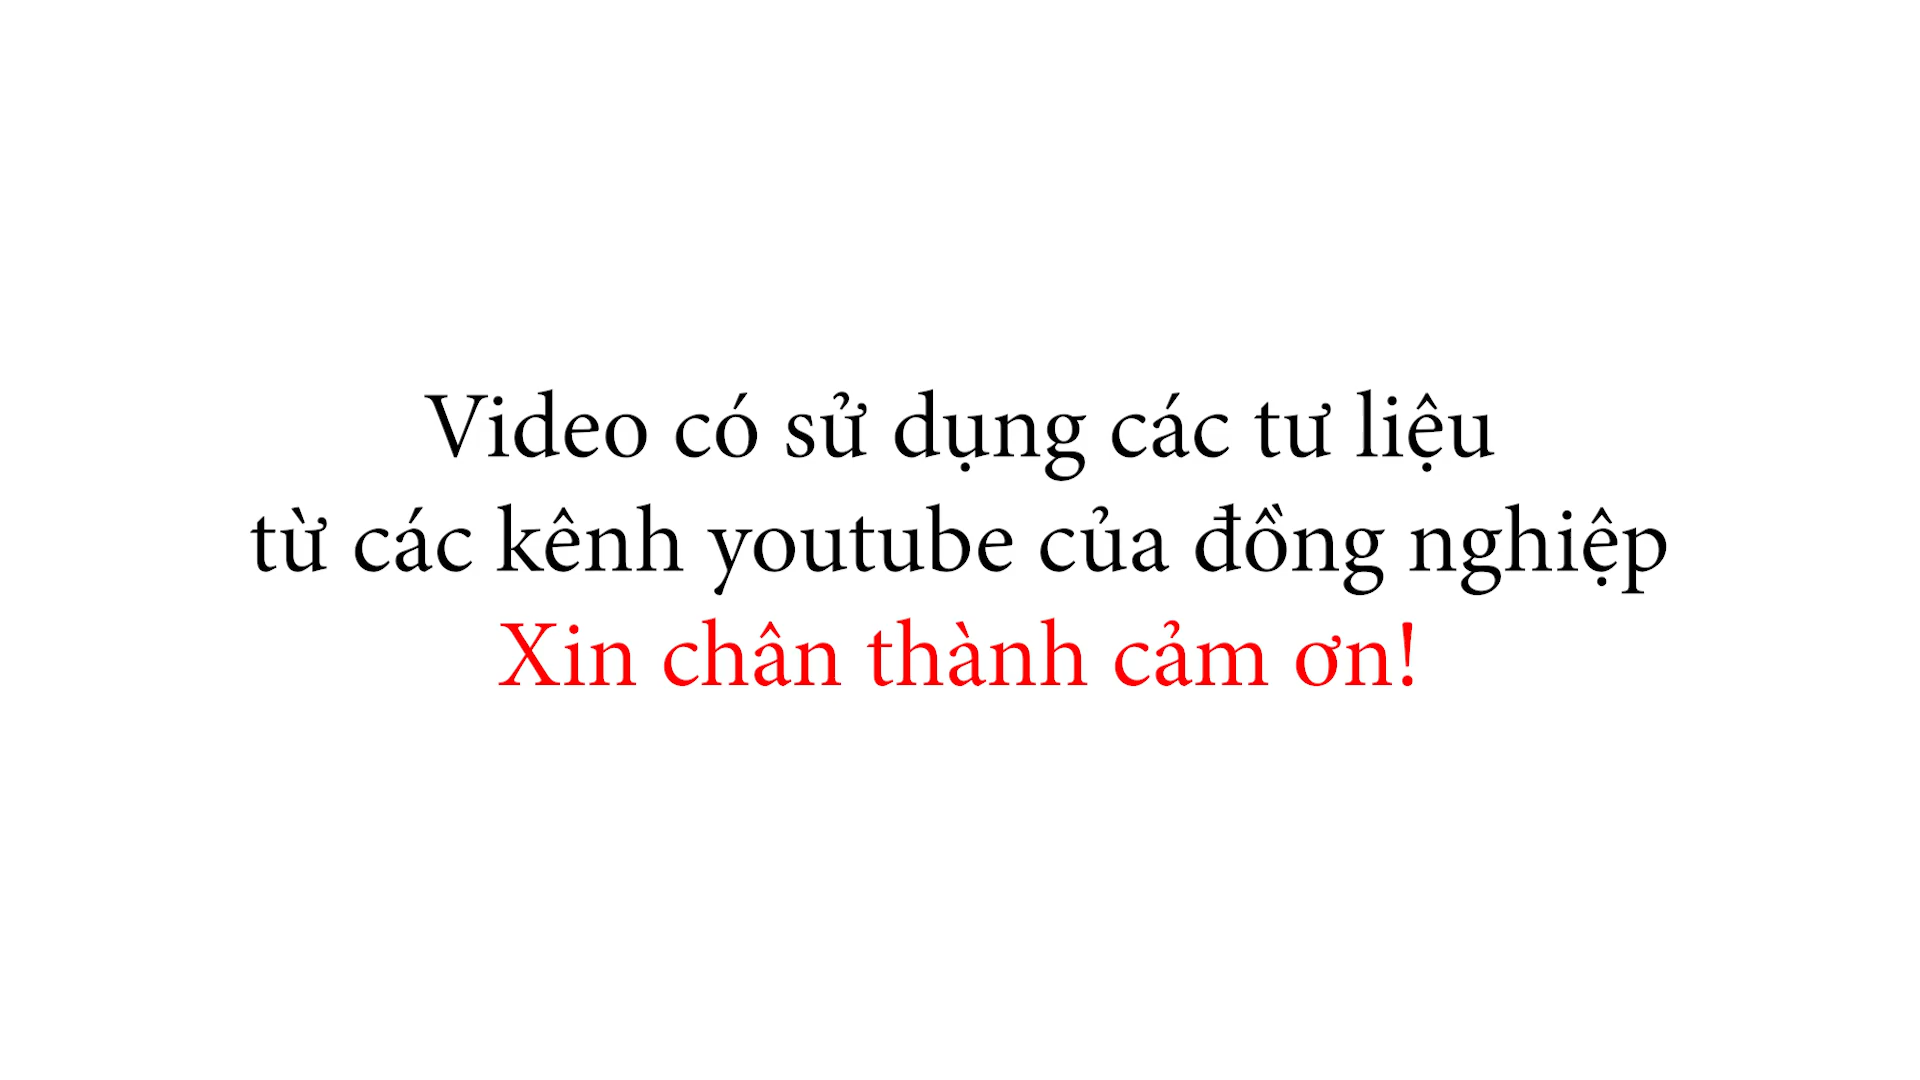 Video có sử dụng các tư liệu
từ các kênh youtube của đồng nghiệp
Xin chân thành cảm ơn!